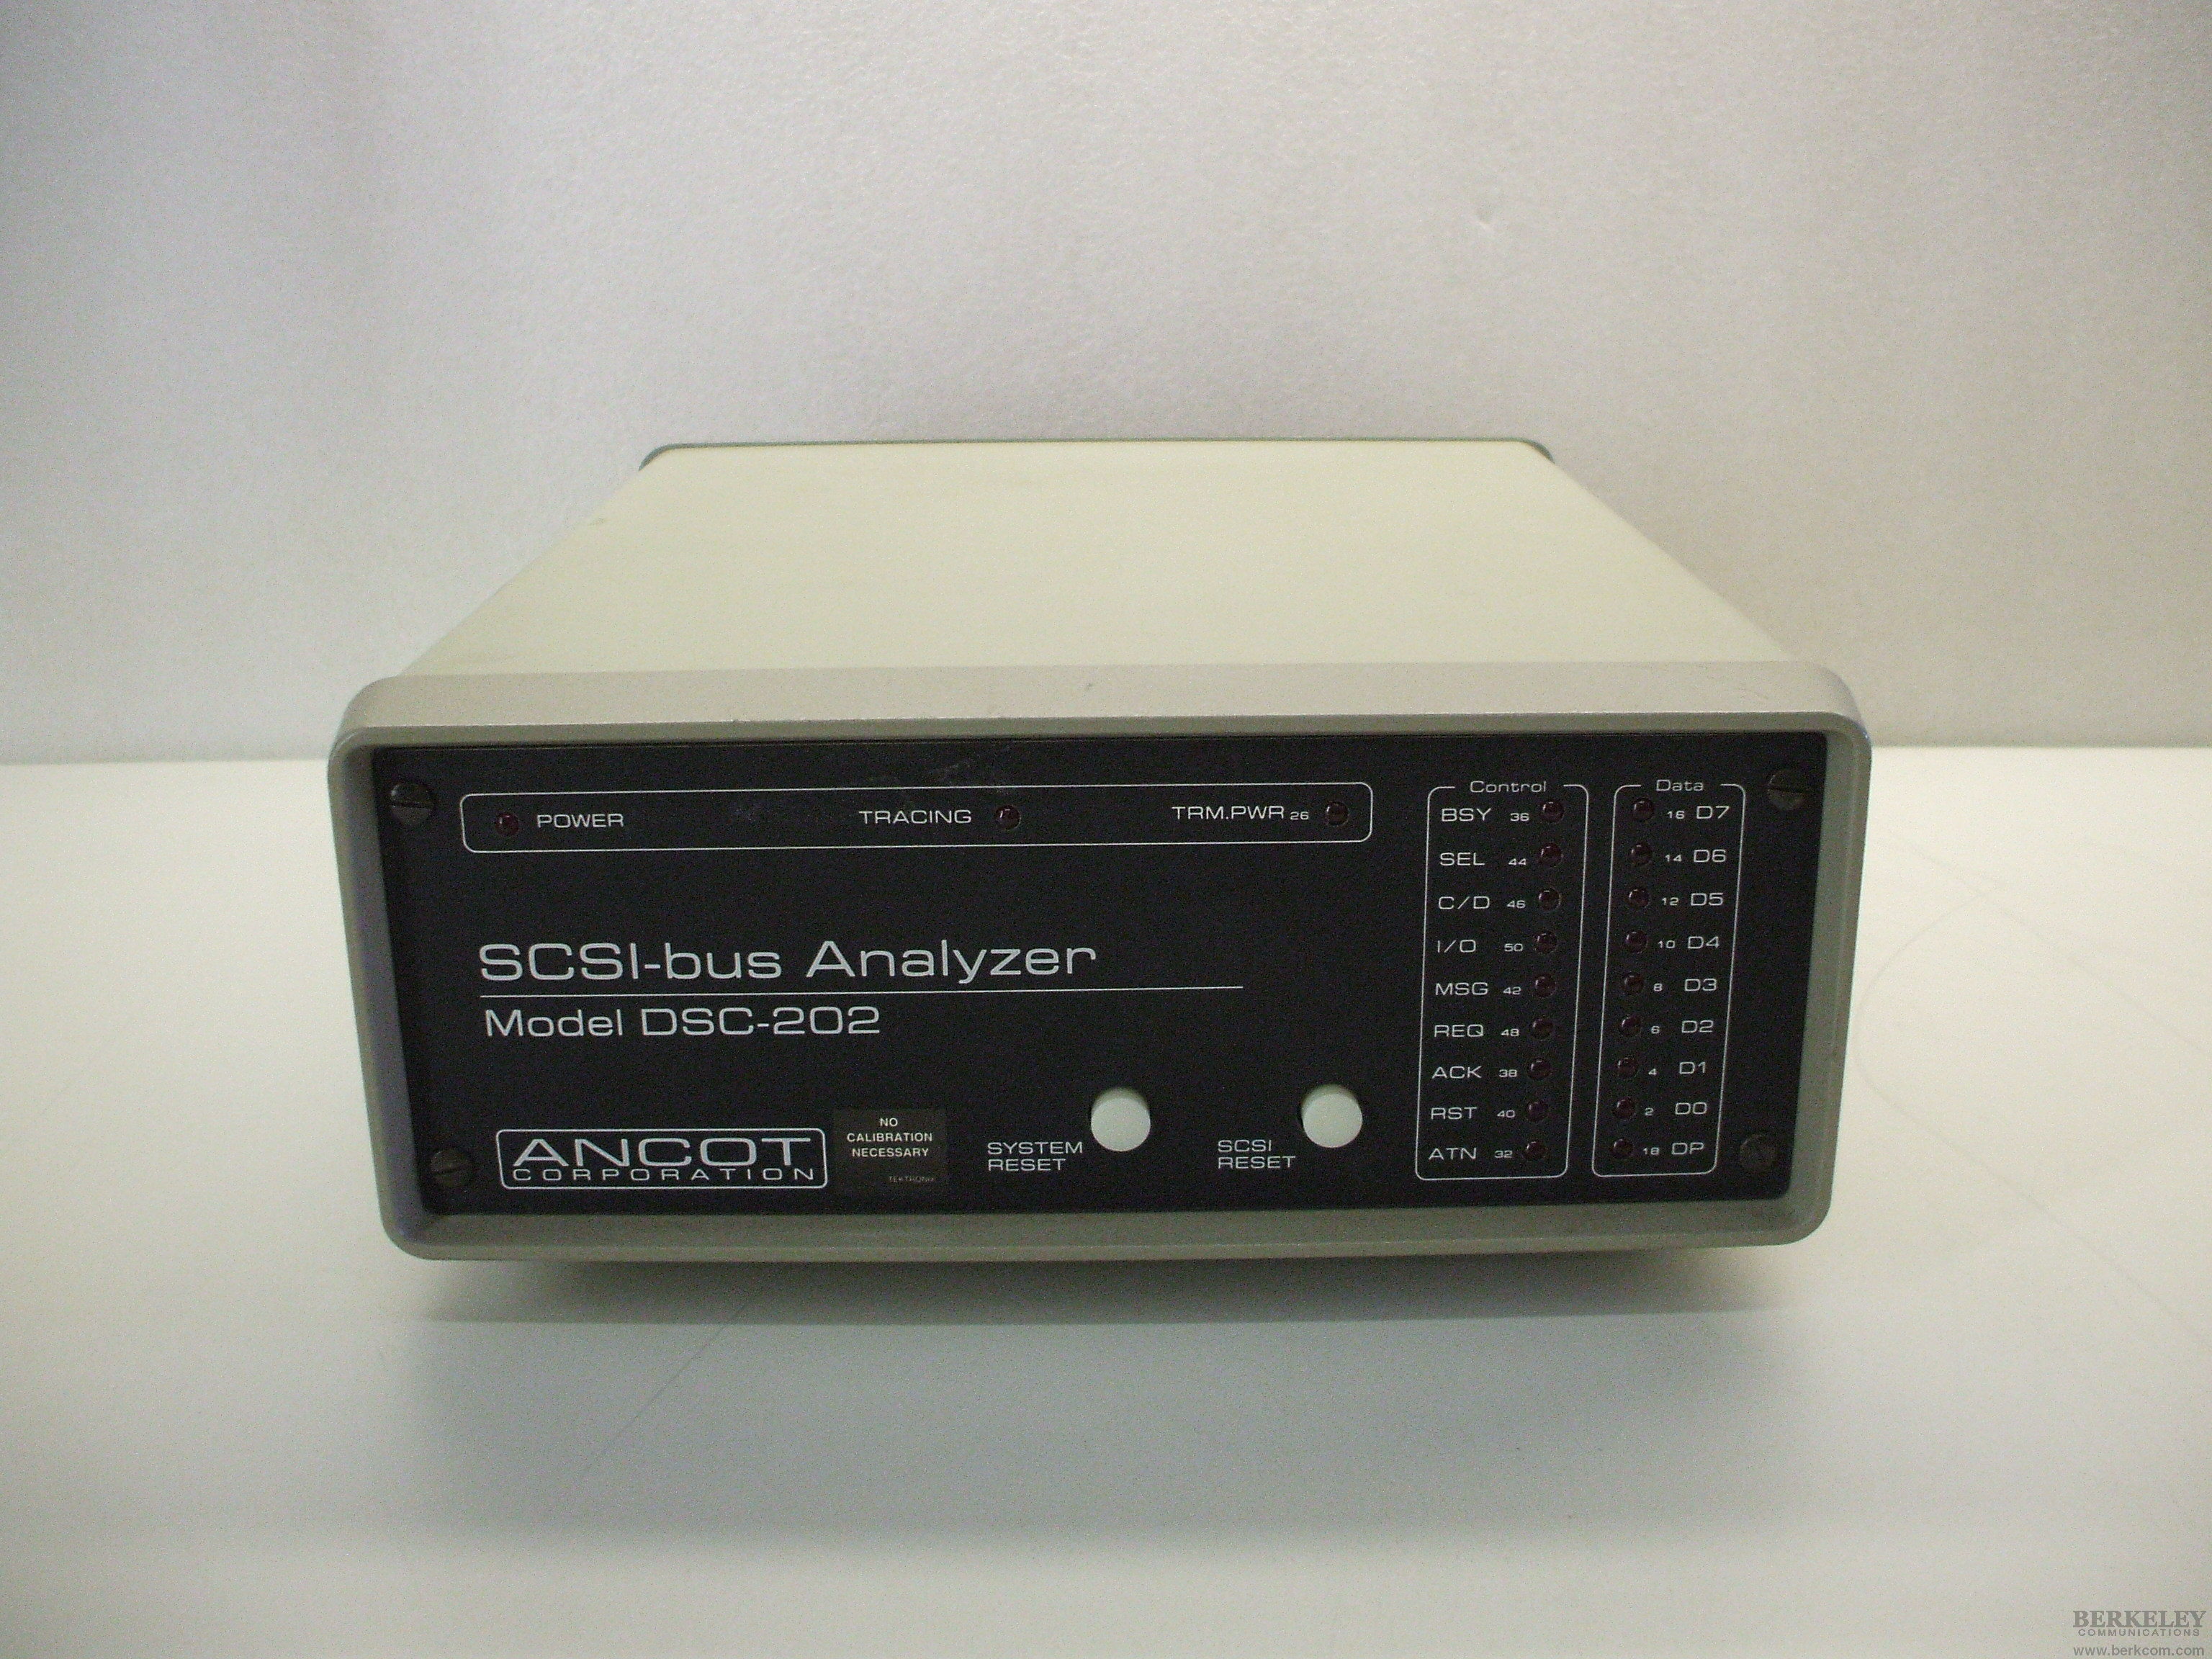 POWER
TRACING
TRM.PWR 26
SCSI-bus Analyzer
Model DSC-202
ANCOT
CORPORATION
NO
CALIBRATION
NECESSARY
TEKTRONIX
SYSTEM
RESET
SCSI
RESET
Control
BSY 36
SEL 44
C/D 46
I/O 50
MSG 42
REQ 48
ACK 38
RST 40
ATN 32
Data
16 D7
14 D6
12 D5
10 D4
8 D3
6 D2
4 D1
2 D0
18 DP
BERKELEY
COMMUNICATIONS
www.berkcom.com